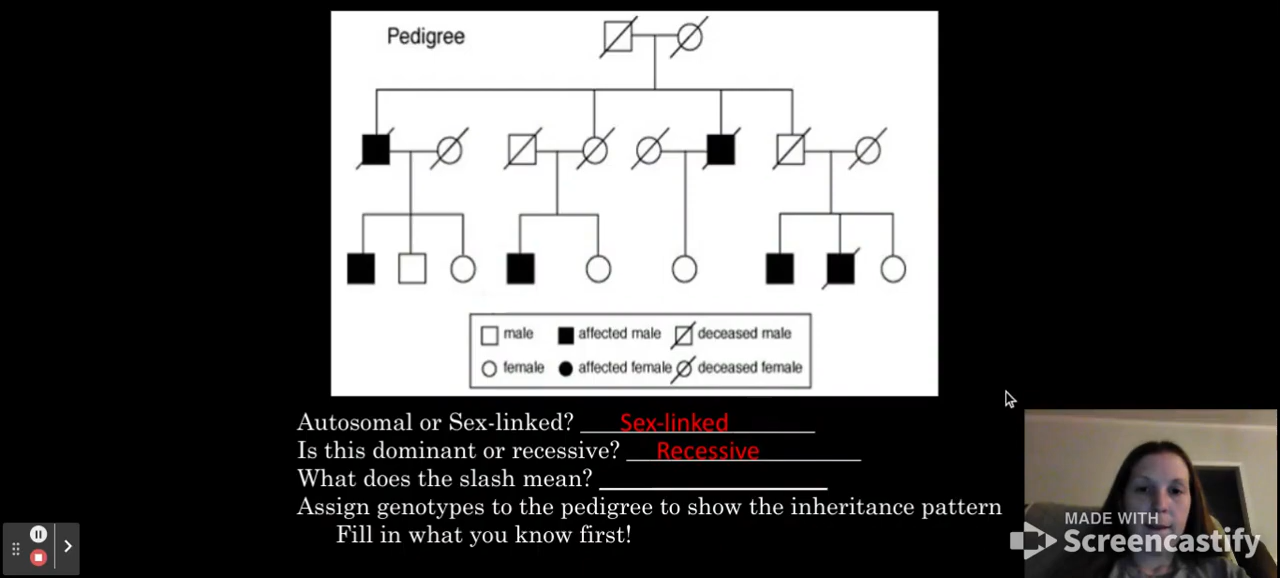 Pedigree
male affected male deceased male
female affected female deceased female
Autosomal or Sex-linked? Sex-linked
Is this dominant or recessive? Recessive
What does the slash mean?
Assign genotypes to the pedigree to show the inheritance pattern
Fill in what you know first!
MADE WITH
Screencastify